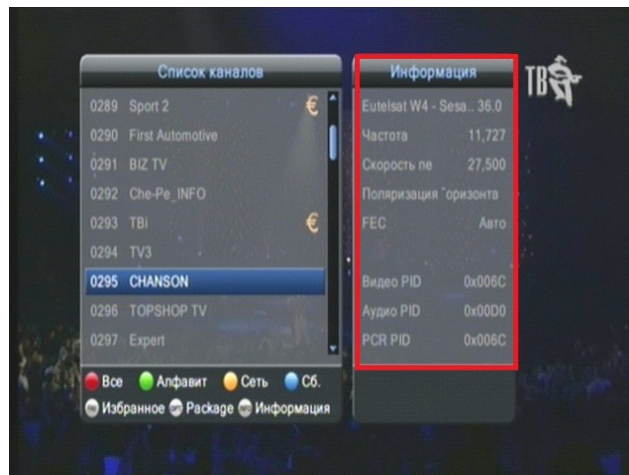 Список каналов
0289 Sport 2 €
0290 First Automotive
0291 BIZ TV
0292 Che-Pe_INFO
0293 TBi €
0294 TV3
0295 CHANSON
0296 TOPSHOP TV
0297 Expert
Все Алфавит Сеть Сб.
Избранное Package Информация
Информация
Eutelsat W4 - Sesa.. 36.0
Частота 11,727
Скорость пе 27,500
Поляризация оризонта
FEC Авто
Видео PID 0x006C
Аудио PID 0x00D0
PCR PID 0x006C
ТВ